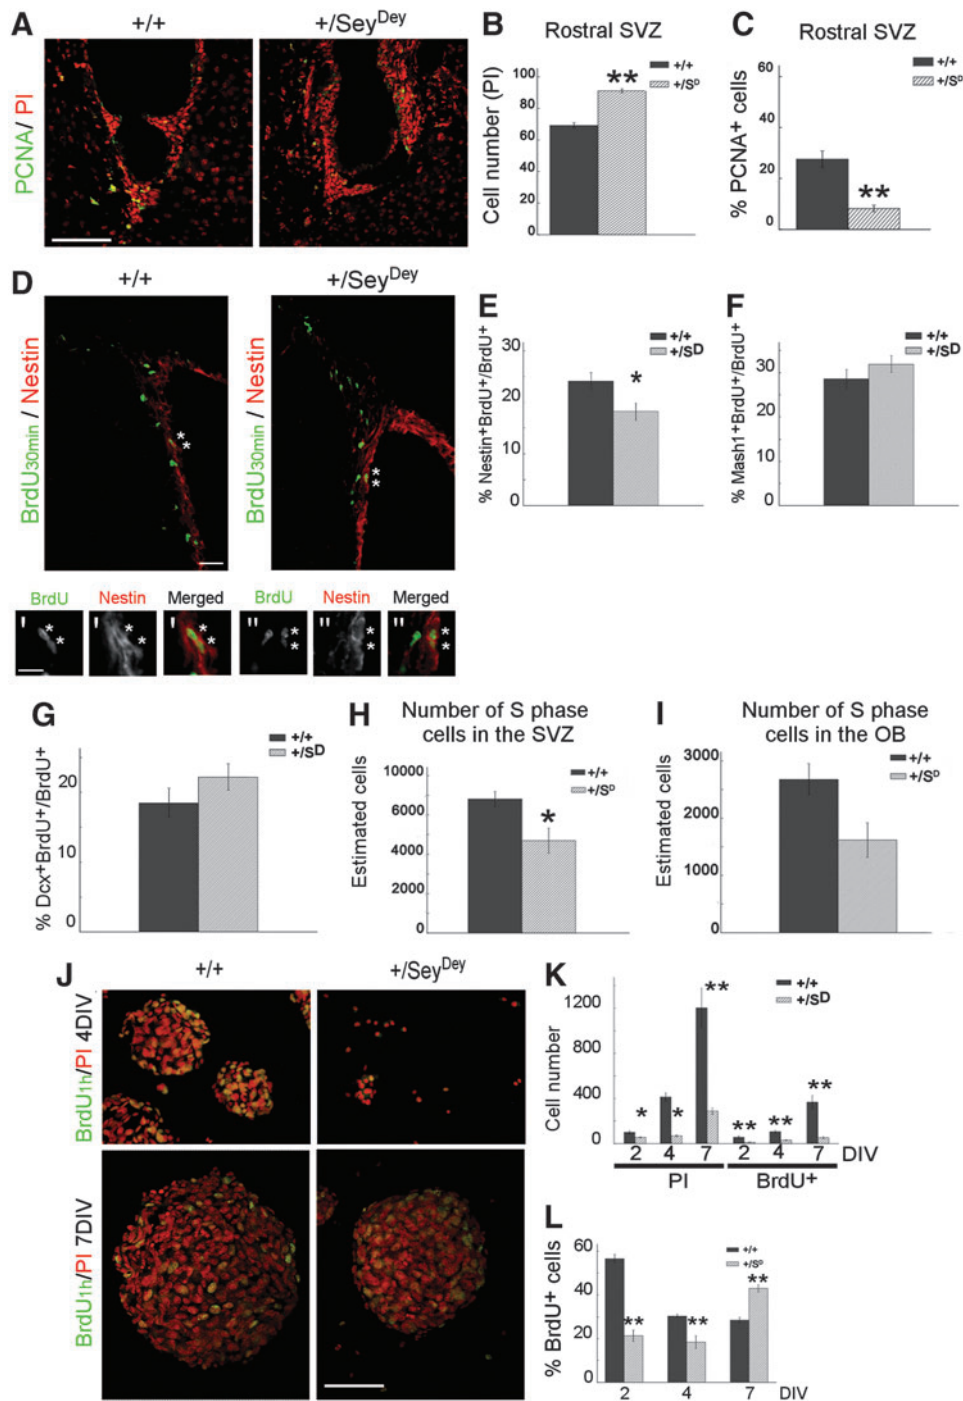 A
+/+
+/SeyDey
PCNA/ PI
B
Rostral SVZ
+/+
+/SD
Cell number (PI)
100
80
60
40
20
0
**
C
Rostral SVZ
+/+
+/SD
% PCNA+ cells
60
40
20
0
**
D
+/+
+/SeyDey
BrdU30min / Nestin
BrdU30min / Nestin
*
*
*
*
BrdU
Nestin
Merged
BrdU
Nestin
Merged
' * *
' * *
' * *
" * *
" * *
" * *
E
+/+
+/SD
% Nestin+BrdU+/BrdU+
30
20
10
0
*
F
+/+
+/SD
% Mash1+BrdU+/BrdU+
30
20
10
0
G
+/+
+/SD
% Dcx+BrdU+/BrdU+
20
10
0
H
Number of S phase
cells in the SVZ
+/+
+/SD
Estimated cells
10000
8000
6000
4000
2000
0
*
I
Number of S phase
cells in the OB
+/+
+/SD
Estimated cells
3000
2000
1000
0
J
+/+
+/SeyDey
BrdU1h/PI 4DIV
BrdU1h/PI 7DIV
K
+/+
+/SD
Cell number
1200
800
400
0
* * ** ** ** **
2 4 7 2 4 7 DIV
PI BrdU+
L
+/+
+/SD
% BrdU+ cells
60
40
20
0
** ** **
2 4 7 DIV